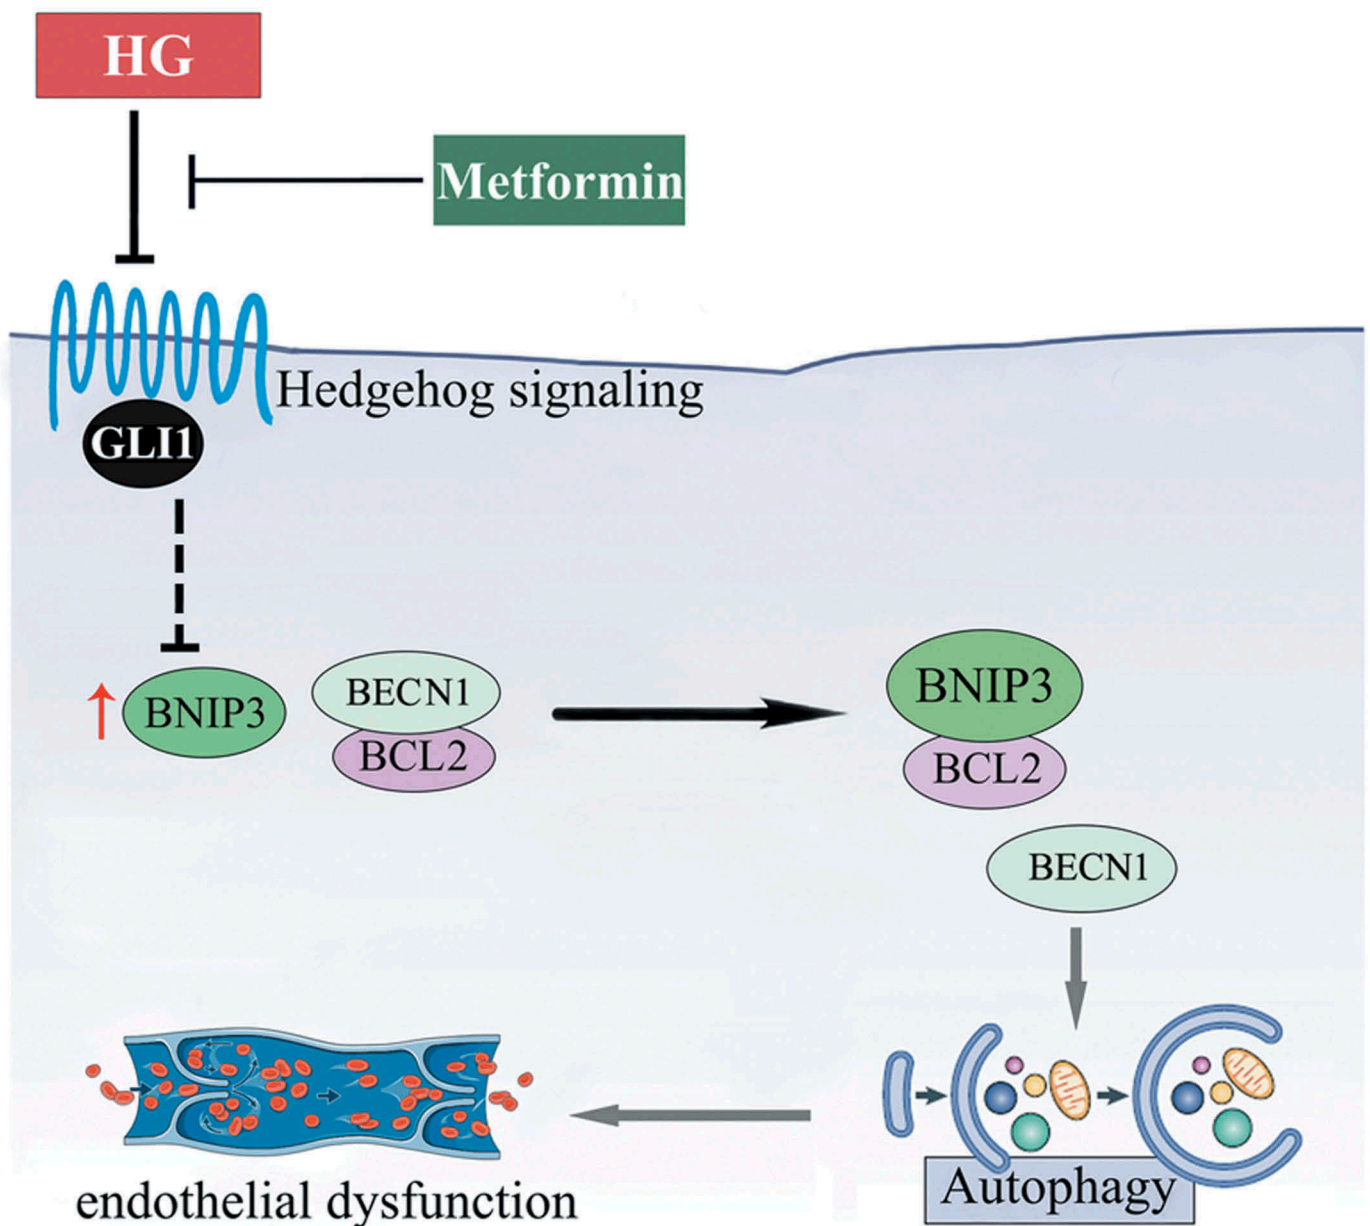 HG
Metformin
Hedgehog signaling
GLI1
BNIP3
BECN1
BCL2
BNIP3
BCL2
BECN1
Autophagy
endothelial dysfunction